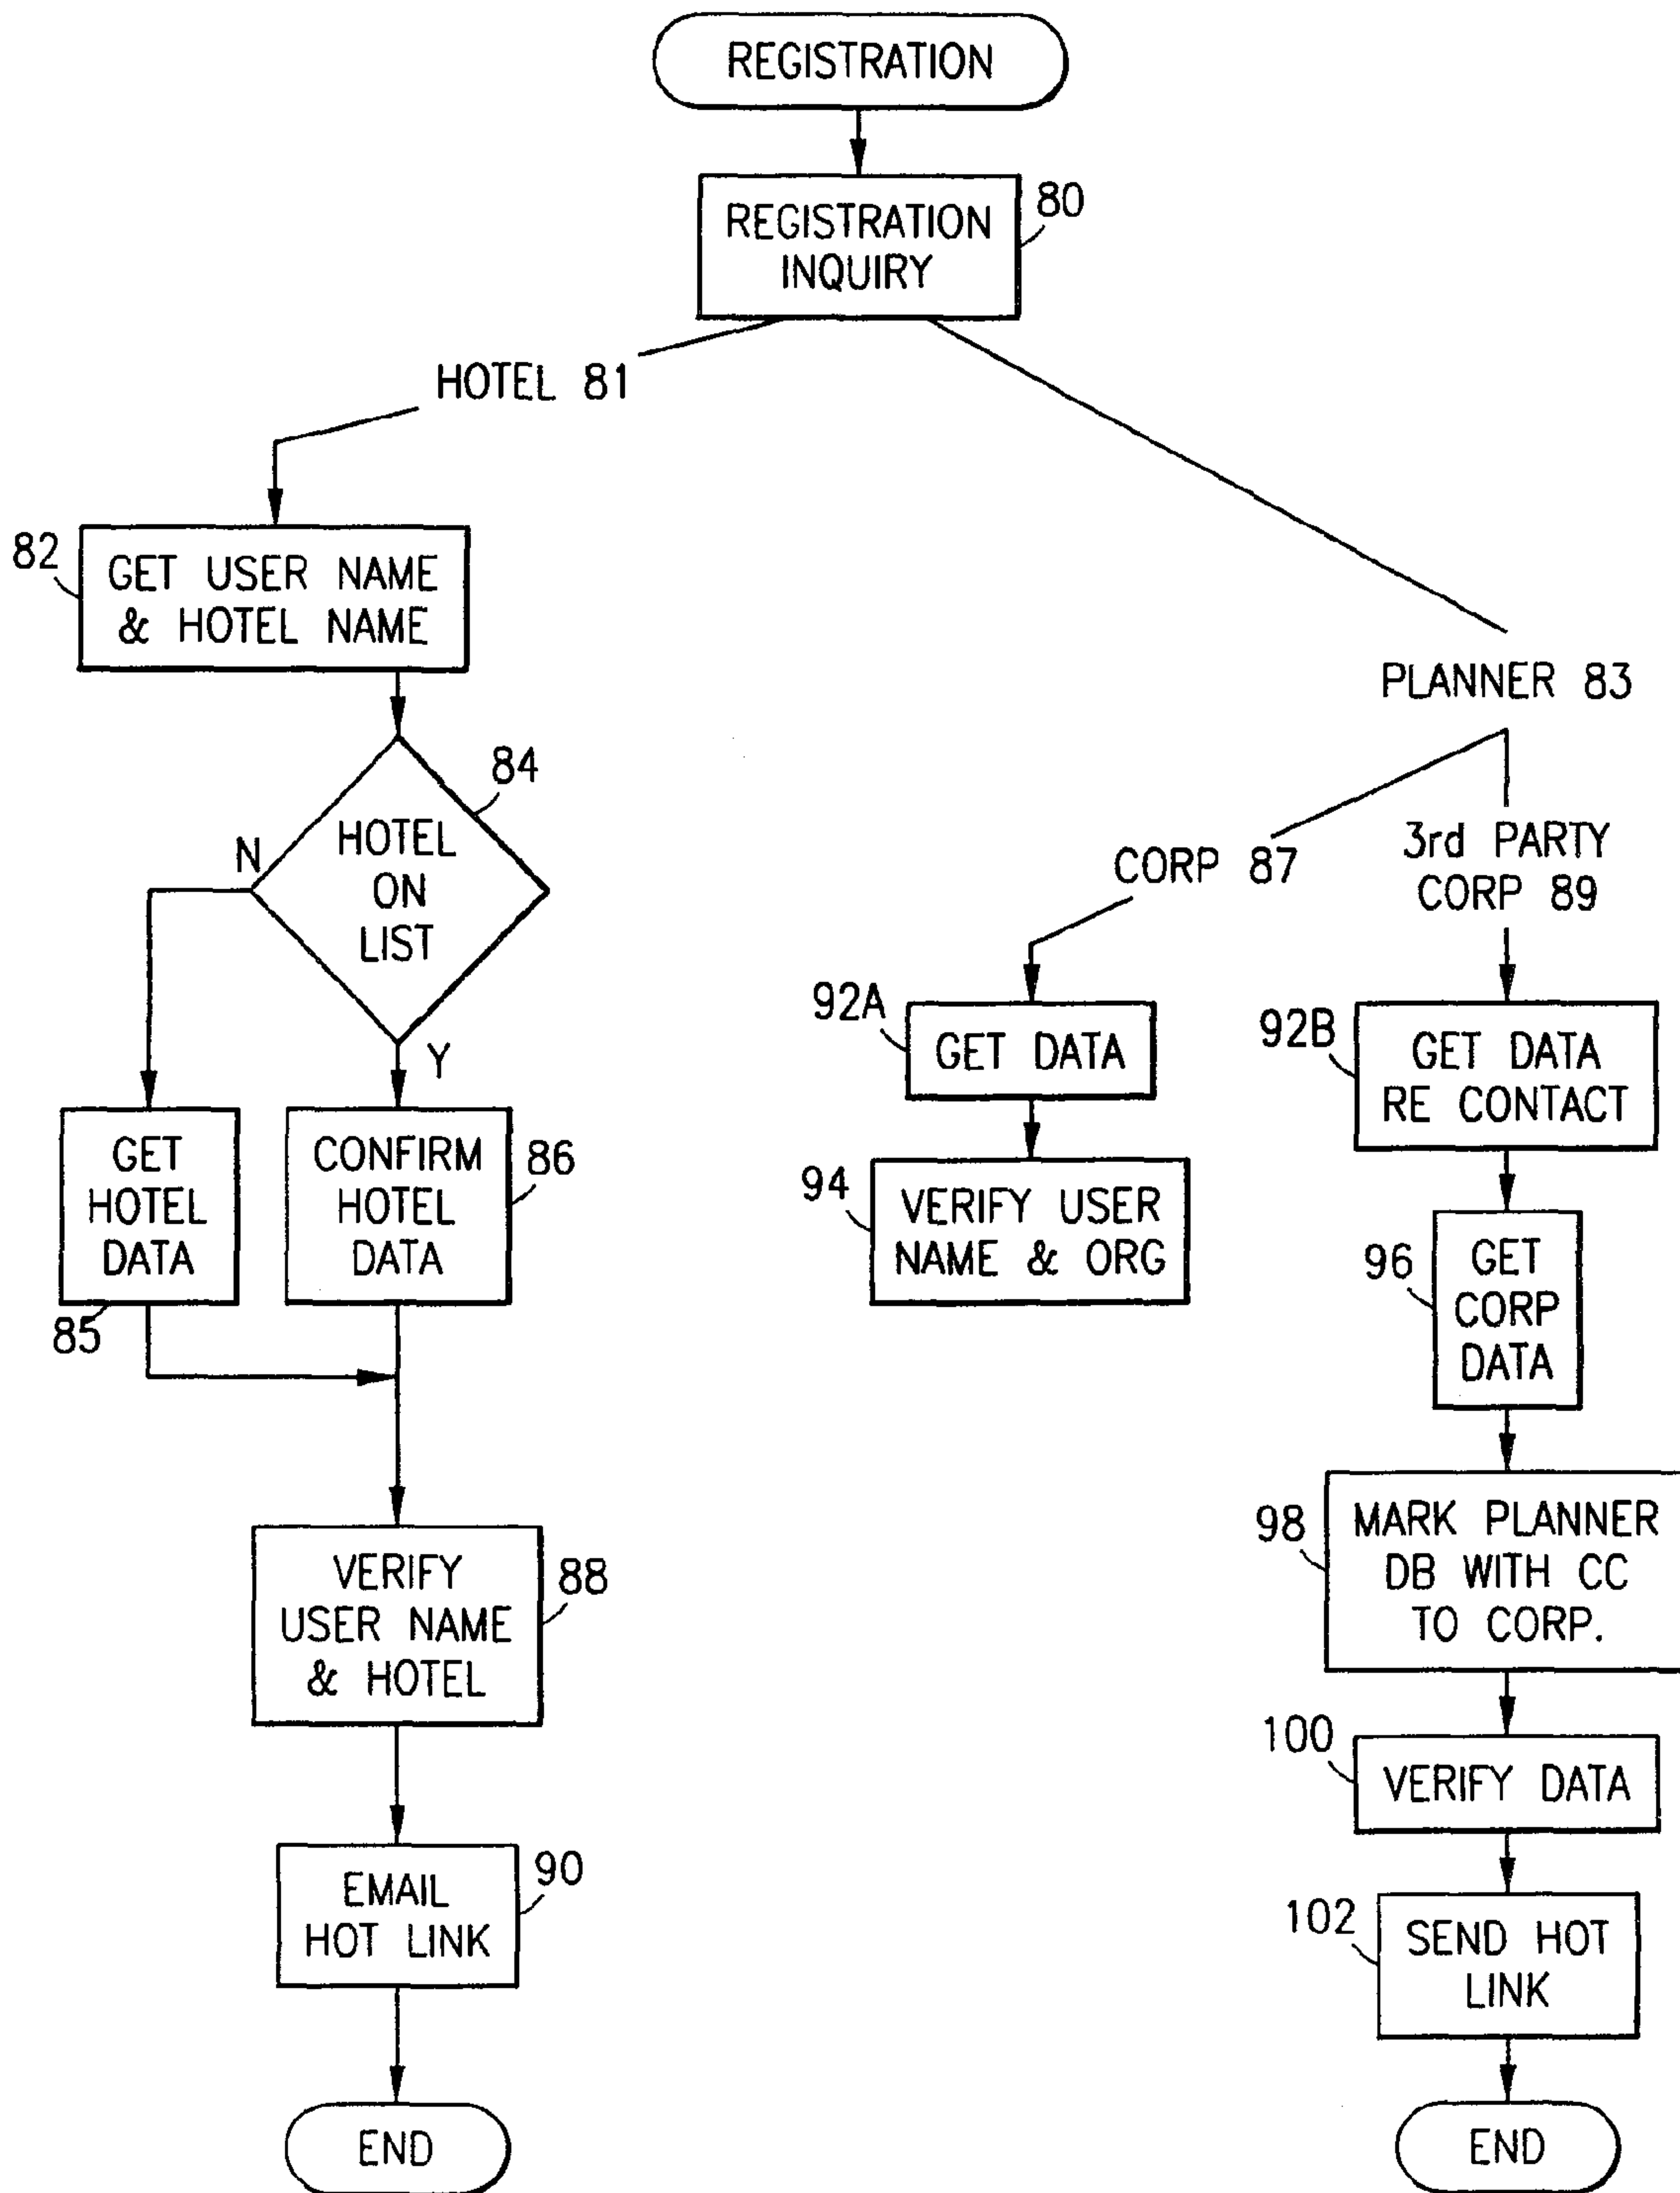 REGISTRATION
REGISTRATION
INQUIRY
80
HOTEL 81
82
GET USER NAME
& HOTEL NAME
84
HOTEL
ON
LIST
N
Y
GET
HOTEL
DATA
85
CONFIRM
HOTEL
DATA
86
VERIFY
USER NAME
& HOTEL
88
EMAIL
HOT LINK
90
END
PLANNER 83
CORP 87
92A
GET DATA
94
VERIFY USER
NAME & ORG
3rd PARTY
CORP 89
92B
GET DATA
RE CONTACT
96
GET
CORP
DATA
98
MARK PLANNER
DB WITH CC
TO CORP.
100
VERIFY DATA
102
SEND HOT
LINK
END